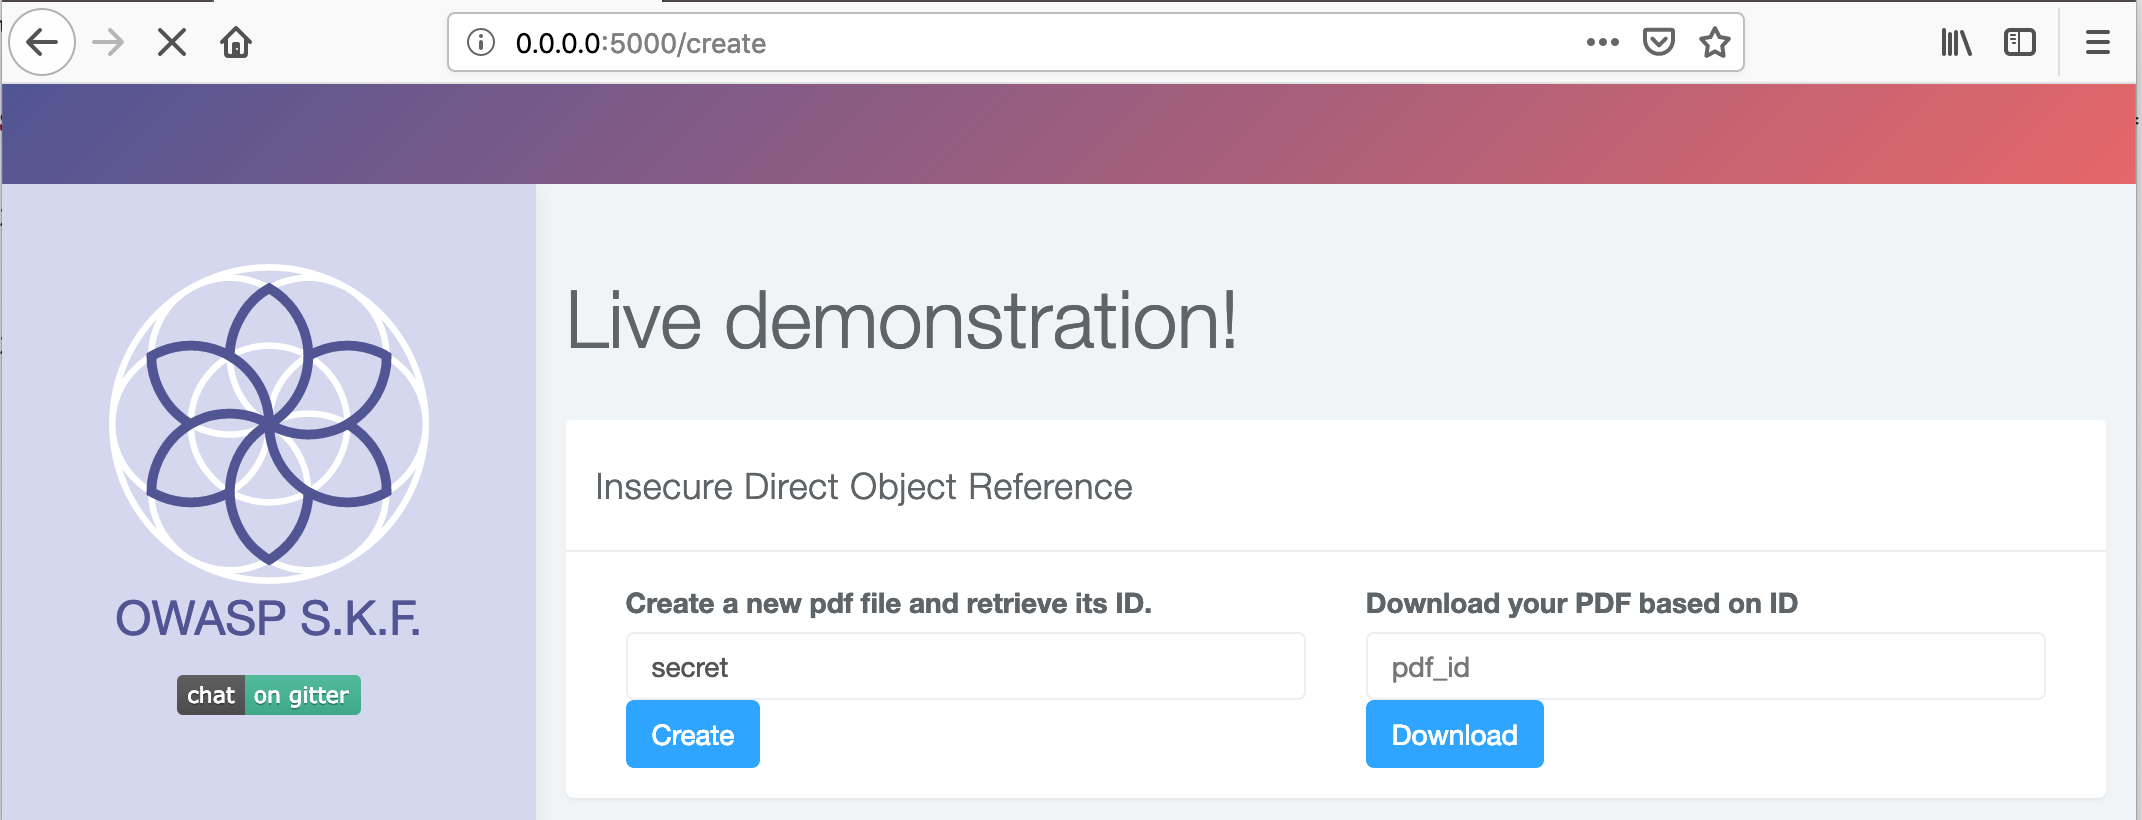 0.0.0.0:5000/create
Live demonstration!
Insecure Direct Object Reference
OWASP S.K.F.
chat on gitter
Create a new pdf file and retrieve its ID.
secret
Create
Download your PDF based on ID
pdf_id
Download